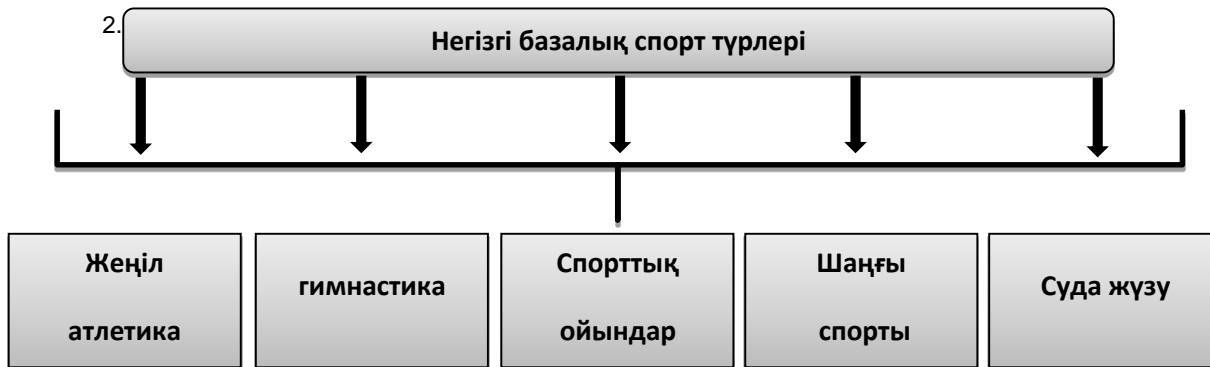 2.
Негізгі базалық спорт түрлері
Жеңіл
атлетика
гимнастика
Спорттық
ойындар
Шаңғы
спорты
Суда жүзу